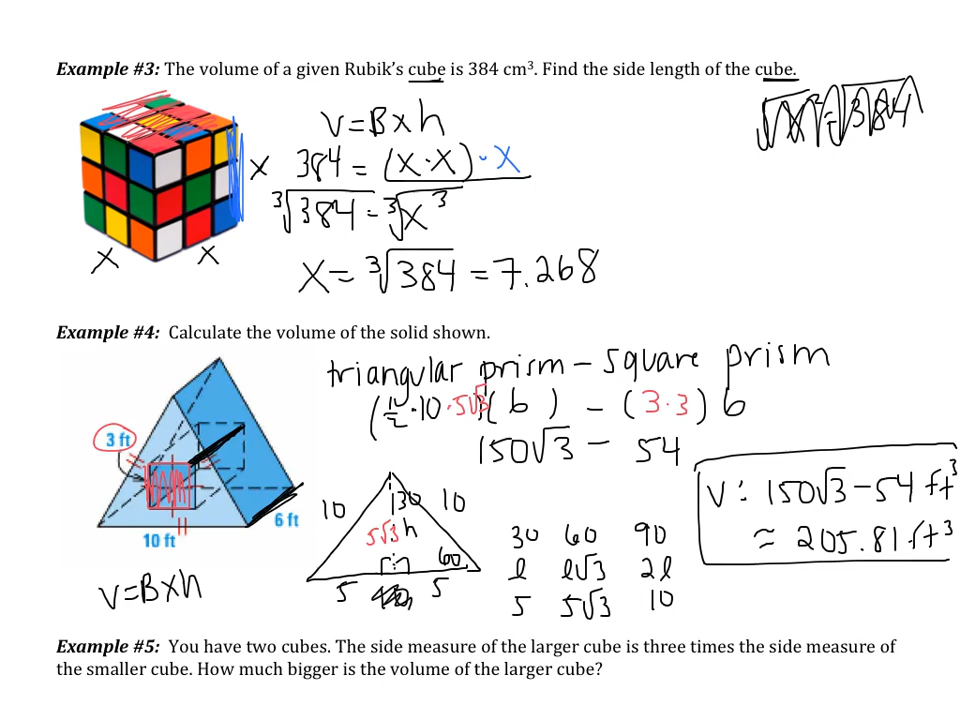 Example #3: The volume of a given Rubik's cube is 384 cm³. Find the side length of the cube.
V=Bxh
X 384 = (X·X)·X
∛384 = ∛X³
X X
X = ∛384 = 7.268
Example #4: Calculate the volume of the solid shown.
triangular prism - square prism
(1/2·10·5√3)(6) - (3·3)6
150√3 - 54
3 ft
10 ft
6 ft
V=Bxh
10 30 10
5√3 h
60
5 5
30 60 90
l l√3 2l
5 5√3 10
V: 150√3 - 54 ft³
≈ 205.81 ft³
Example #5: You have two cubes. The side measure of the larger cube is three times the side measure of
the smaller cube. How much bigger is the volume of the larger cube?